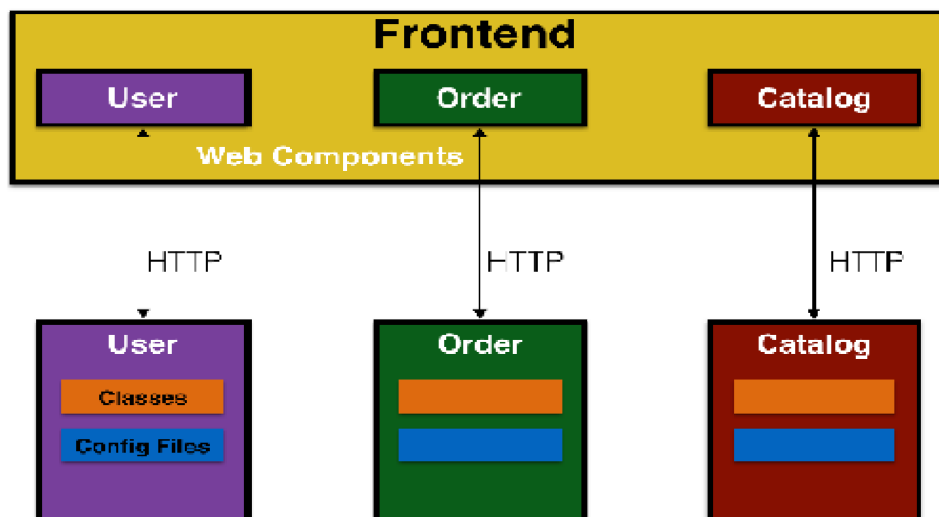 Frontend
User
Order
Catalog
Web Components
HTTP
HTTP
HTTP
User
Order
Catalog
Classes
Config Files